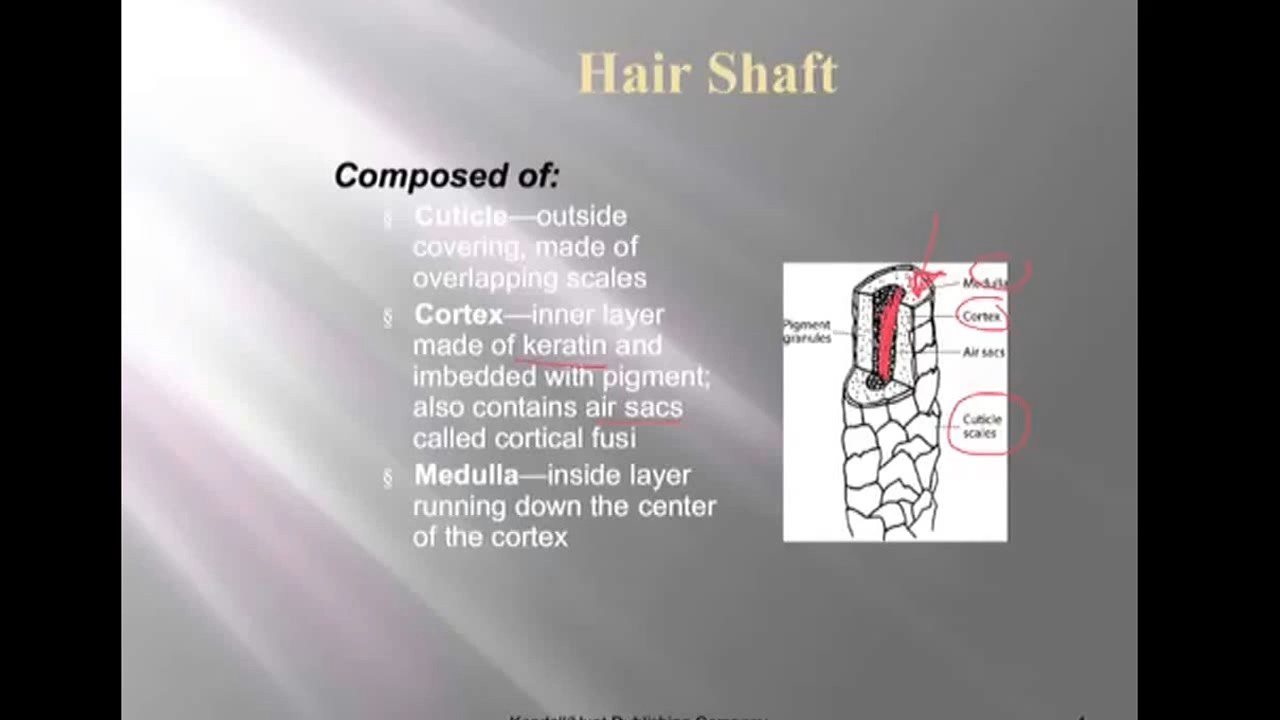 Hair Shaft
Composed of:
§ Cuticle—outside
covering, made of
overlapping scales
§ Cortex—inner layer
made of keratin and
imbedded with pigment;
also contains air sacs
called cortical fusi
§ Medulla—inside layer
running down the center
of the cortex
Medulla
Cortex
Pigment
granules
Air sacs
Cuticle
scales